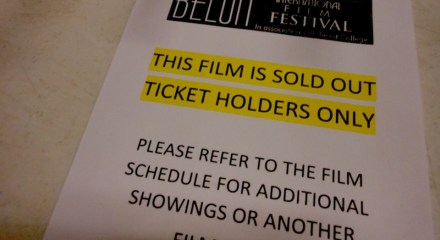 BELOIT
INTERNATIONAL
FILM
FESTIVAL
THIS FILM IS SOLD OUT
TICKET HOLDERS ONLY
PLEASE REFER TO THE FILM
SCHEDULE FOR ADDITIONAL
SHOWINGS OR ANOTHER